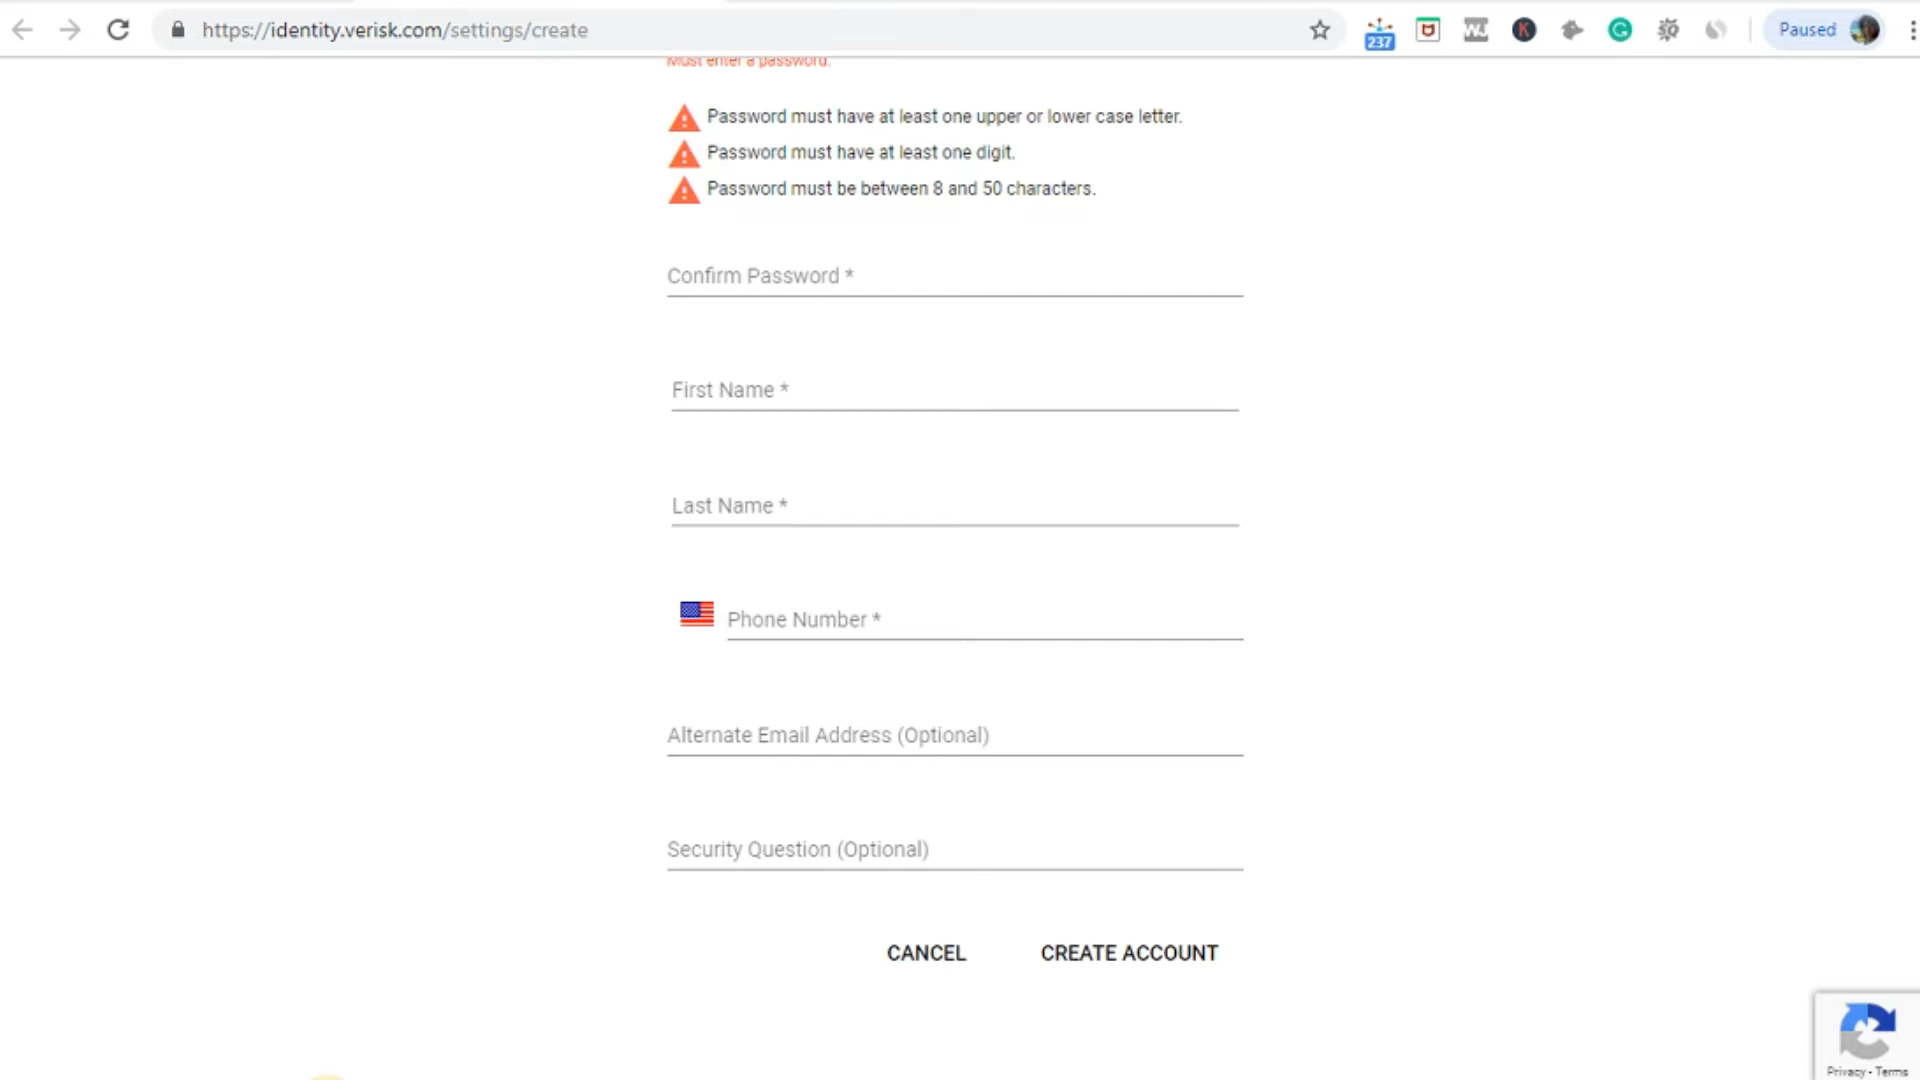 https://identity.verisk.com/settings/create
237
Paused
Must enter a password.
Password must have at least one upper or lower case letter.
Password must have at least one digit.
Password must be between 8 and 50 characters.
Confirm Password *
First Name *
Last Name *
Phone Number *
Alternate Email Address (Optional)
Security Question (Optional)
CANCEL CREATE ACCOUNT
Privacy - Terms